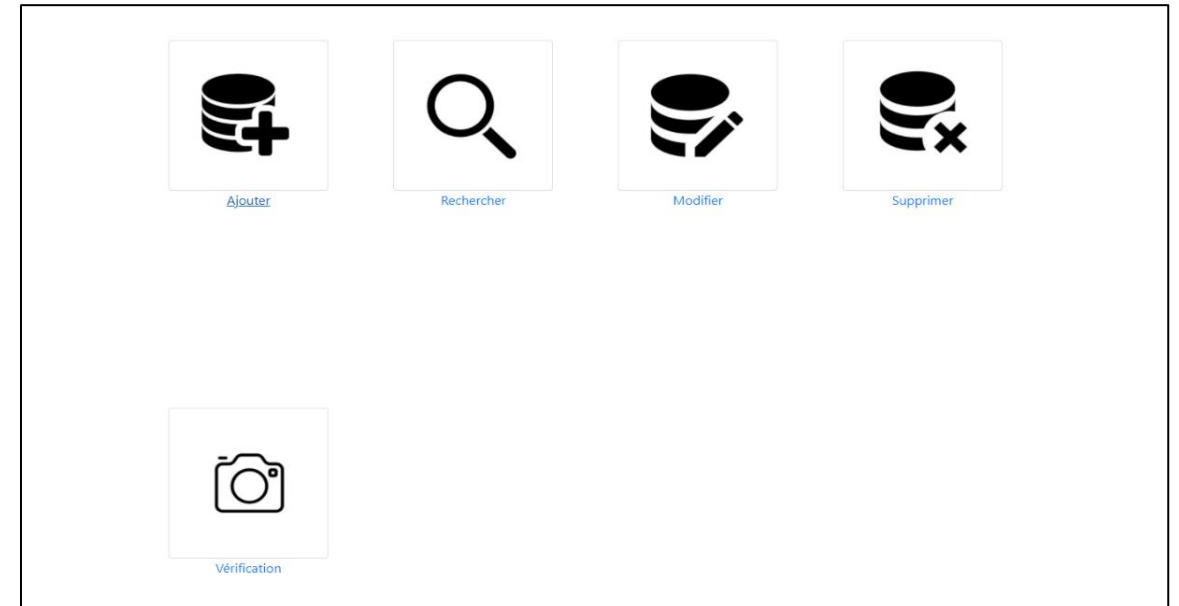 Ajouter
Rechercher
Modifier
Supprimer
Vérification